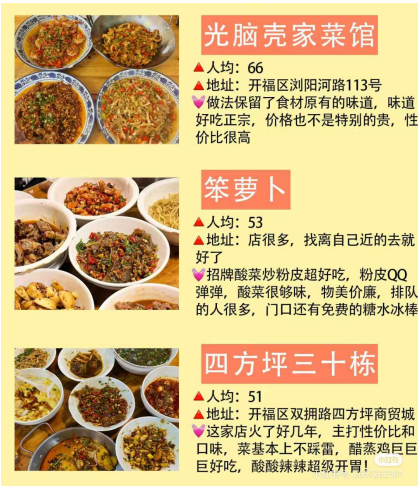 光脑壳家菜馆
🔺人均：66
🔺地址：开福区浏阳河路113号
💓做法保留了食材原有的味道，味道
好吃正宗，价格也不是特别的贵，性
价比很高
笨萝卜
🔺人均：53
🔺地址：店很多，找离自己近的去就
好了
💓招牌酸菜炒粉皮超好吃，粉皮QQ
弹弹，酸菜很够味，物美价廉，排队
的人很多，门口还有免费的糖水冰棒
四方坪三十栋
🔺人均：51
🔺地址：开福区双拥路四方坪商贸城
💓这家店火了好几年，主打性价比和
口味，菜基本上不踩雷，醋蒸鸡巨巨
巨好吃，酸酸辣辣超级开胃！
小红书